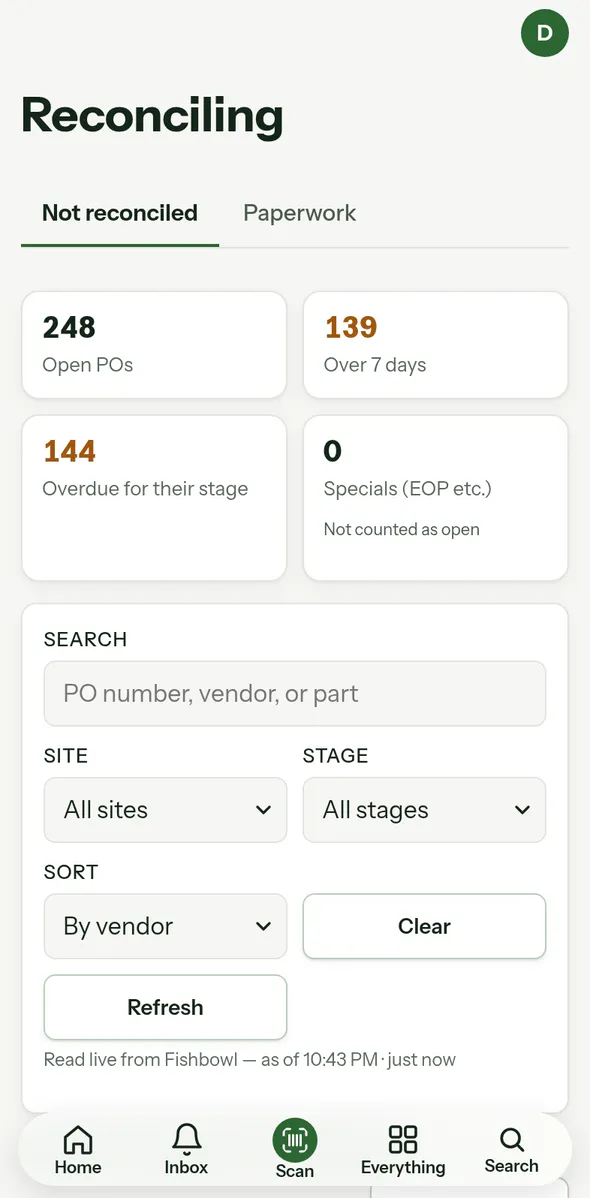 D
Reconciling
Not reconciled Paperwork
248
Open POs
139
Over 7 days
144
Overdue for their stage
0
Specials (EOP etc.)
Not counted as open
SEARCH
PO number, vendor, or part
SITE
All sites
STAGE
All stages
SORT
By vendor
Clear
Refresh
Read live from Fishbowl — as of 10:43 PM · just now
Home Inbox Scan Everything Search